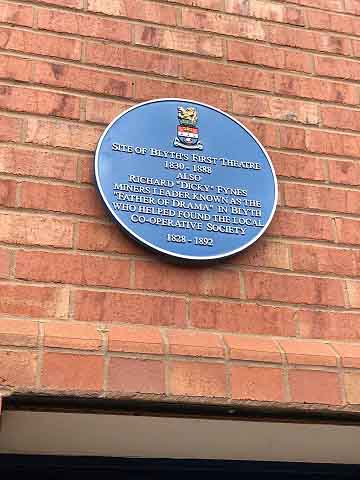 SITE OF BLYTH'S FIRST THEATRE
1830 - 1888
ALSO
RICHARD "DICKY" FYNES
MINERS LEADER KNOWN AS THE
"FATHER OF DRAMA" IN BLYTH
WHO HELPED FOUND THE LOCAL
CO-OPERATIVE SOCIETY
1828 - 1892